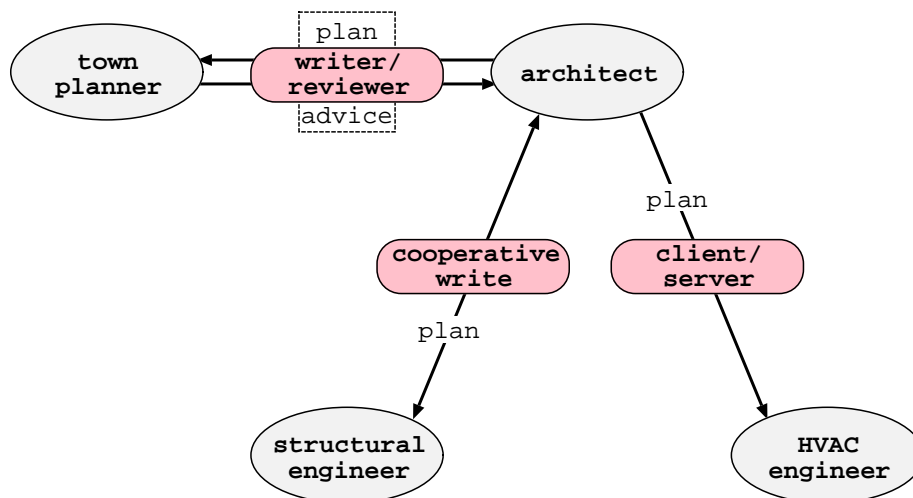 plan
town
planner
writer/
reviewer
architect
advice
plan
cooperative
write
client/
server
plan
structural
engineer
HVAC
engineer